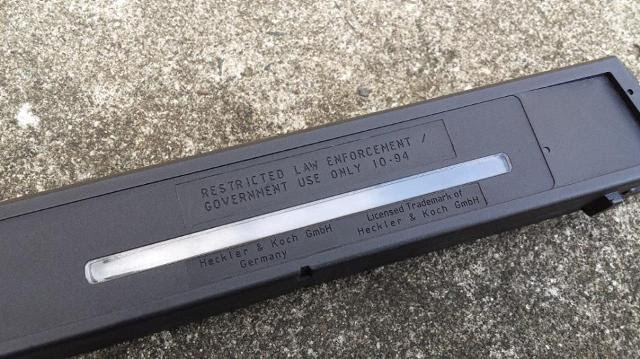 RESTRICTED LAW ENFORCEMENT /
GOVERNMENT USE ONLY 10-94
Heckler & Koch GmbH
Germany
Licensed Trademark of
Heckler & Koch GmbH